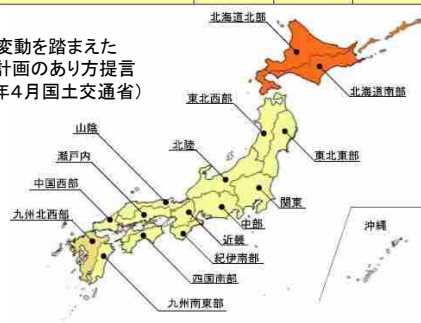 変動を踏まえた
計画のあり方提言
年4月国土交通省）
北海道北部
北海道南部
東北西部
山陰
北陸
東北東部
瀬戸内
中国西部
関東
九州北西部
中部
沖縄
近畿
紀伊南部
四国南部
九州南東部